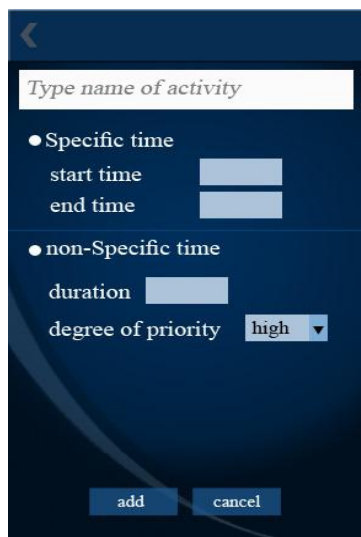 Type name of activity
Specific time
start time
end time
non-Specific time
duration
degree of priority high
add cancel